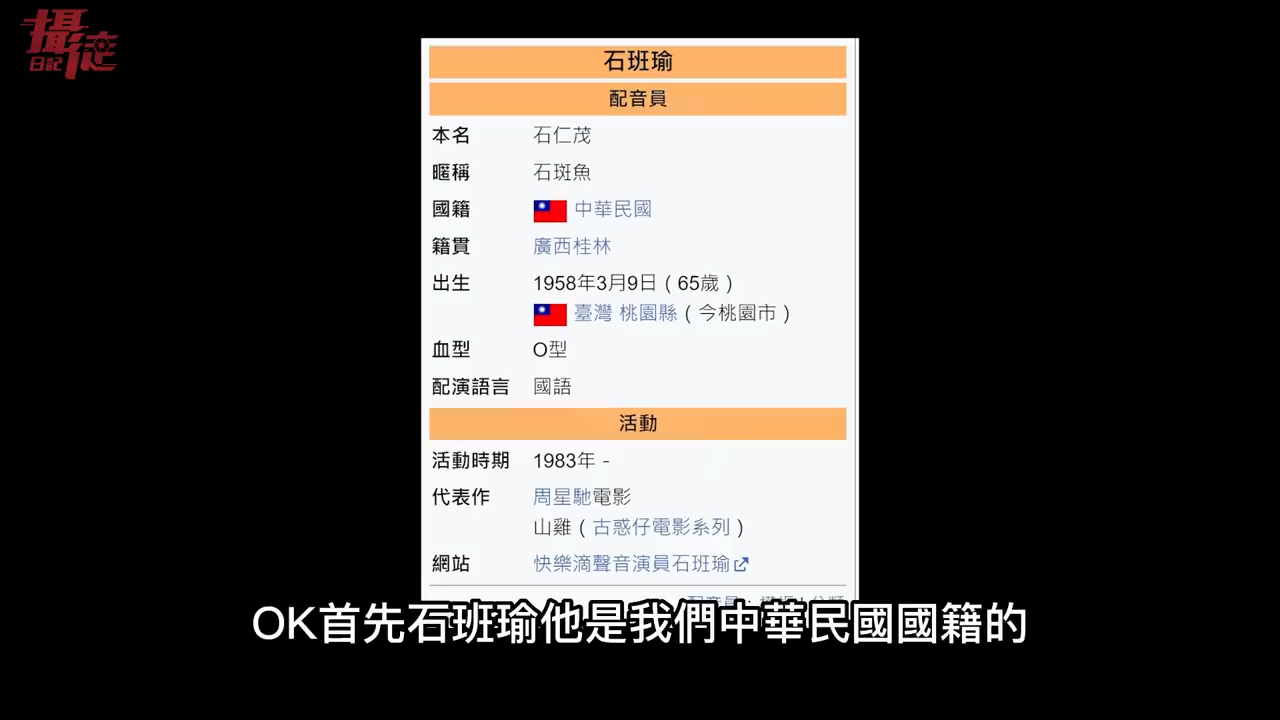 攝徒
日記
石班瑜
配音員
本名 石仁茂
暱稱 石斑魚
國籍 中華民國
籍貫 廣西桂林
出生 1958年3月9日（65歲）
臺灣 桃園縣（今桃園市）
血型 O型
配演語言 國語
活動
活動時期 1983年 -
代表作 周星馳電影
山雞（古惑仔電影系列）
網站 快樂滴聲音演員石班瑜
OK首先石班瑜他是我們中華民國國籍的